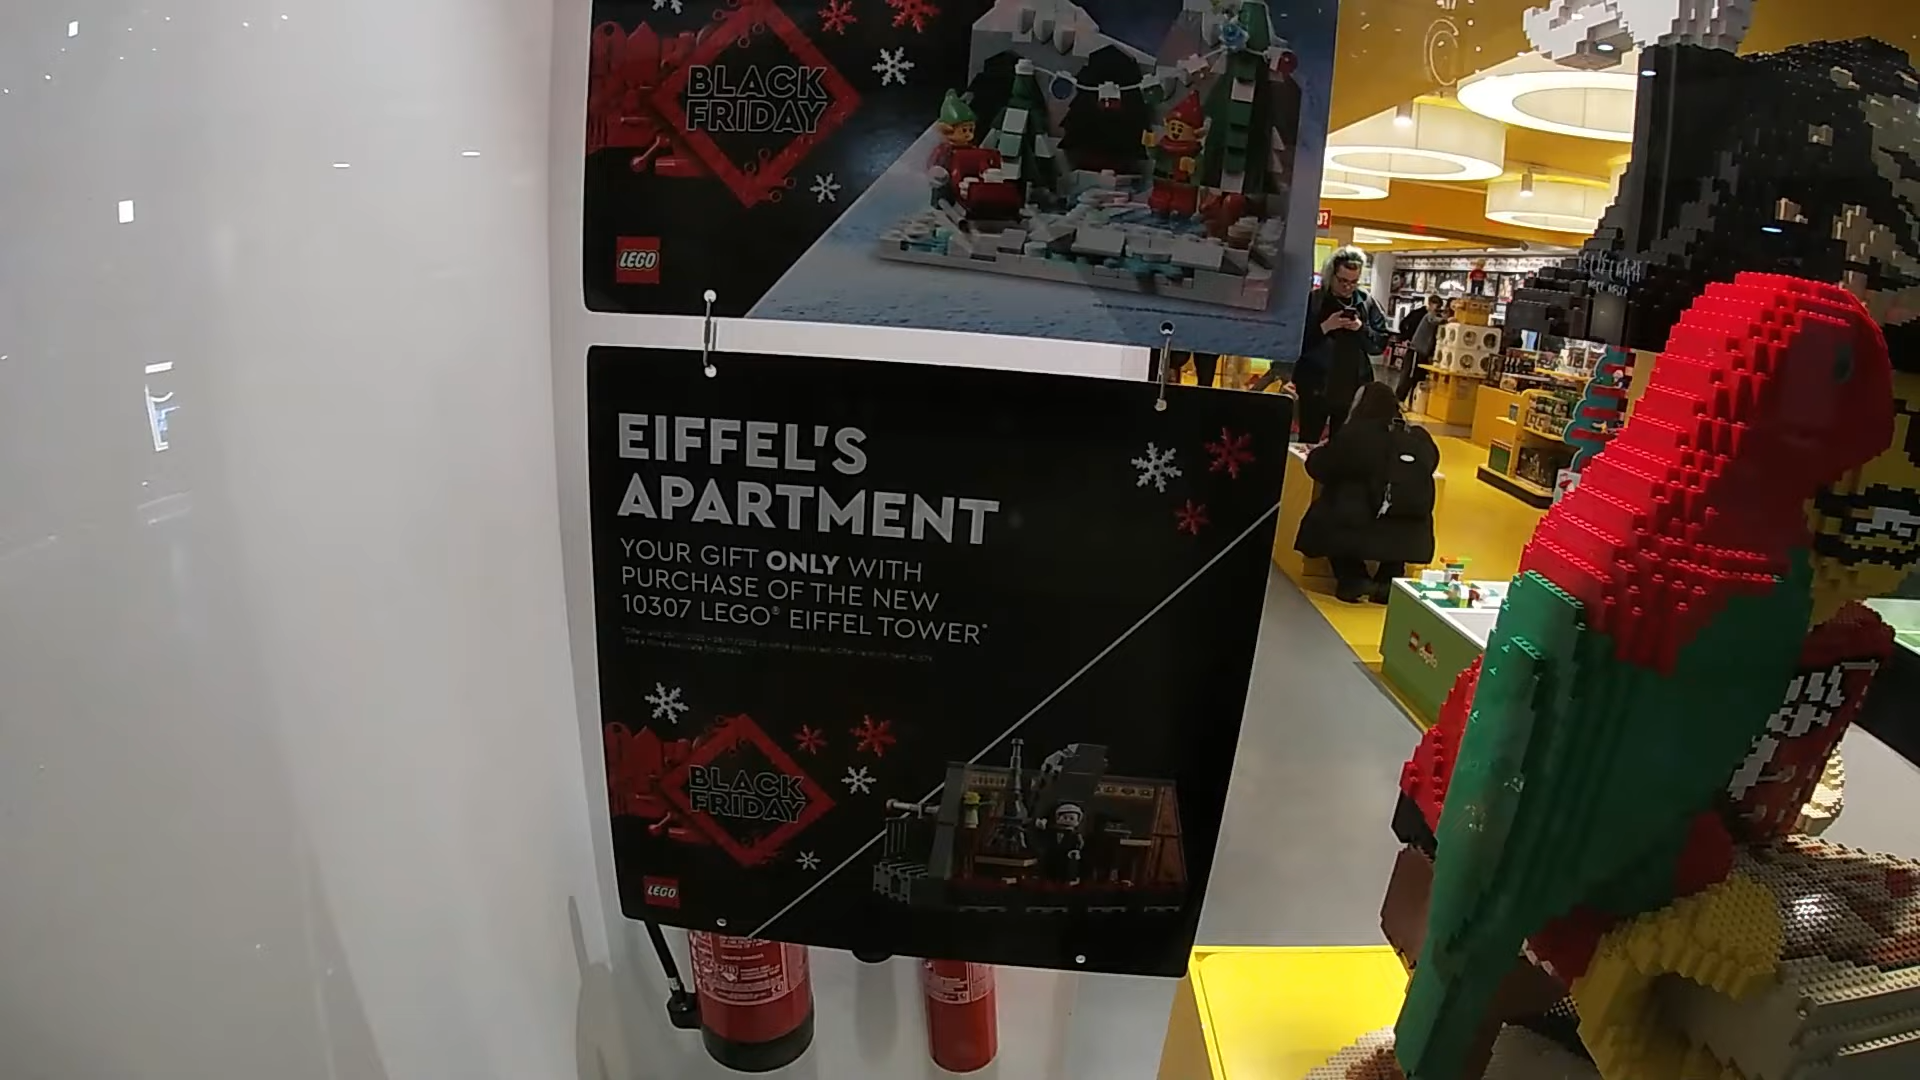 BLACK
FRIDAY
LEGO
EIFFEL'S
APARTMENT
YOUR GIFT ONLY WITH
PURCHASE OF THE NEW
10307 LEGO® EIFFEL TOWER*
BLACK
FRIDAY
LEGO